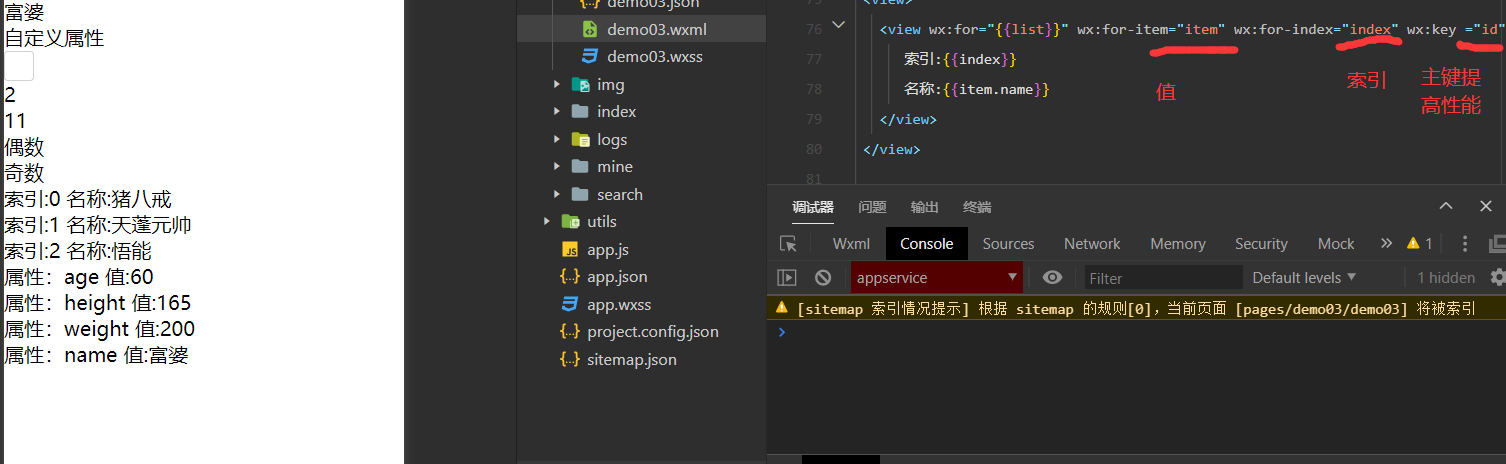 富婆
自定义属性
2
11
偶数
奇数
索引:0 名称:猪八戒
索引:1 名称:天蓬元帅
索引:2 名称:悟能
属性：age 值:60
属性：height 值:165
属性：weight 值:200
属性：name 值:富婆
demo03.json
demo03.wxml
demo03.wxss
img
index
logs
mine
search
utils
JS app.js
{..} app.json
app.wxss
{..} project.config.json
{..} sitemap.json
75 <view>
76 <view wx:for="{{list}}" wx:for-item="item" wx:for-index="index" wx:key ="id"
77 索引:{{index}}
78 名称:{{item.name}}
79 </view>
80 </view>
81
值
索引
主键提
高性能
调试器 问题 输出 终端
Wxml Console Sources Network Memory Security Mock » 1
appservice Filter Default levels 1 hidden
[sitemap 索引情况提示] 根据 sitemap 的规则[0]，当前页面 [pages/demo03/demo03] 将被索引